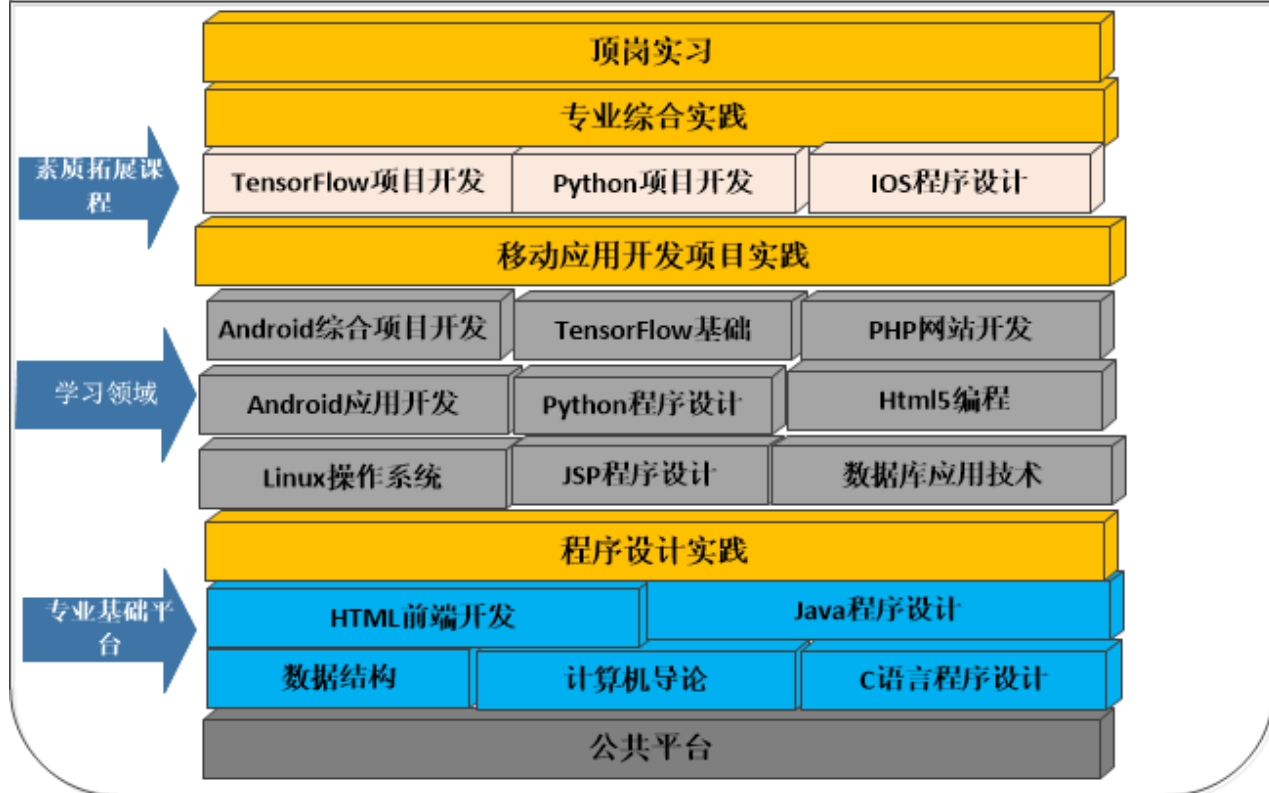 顶岗实习
专业综合实践
素质拓展课
程
TensorFlow项目开发
Python项目开发
IOS程序设计
移动应用开发项目实践
Android综合项目开发
TensorFlow基础
PHP网站开发
学习领域
Android应用开发
Python程序设计
Html5编程
Linux操作系统
JSP程序设计
数据库应用技术
程序设计实践
专业基础平
台
HTML前端开发
Java程序设计
数据结构
计算机导论
C语言程序设计
公共平台